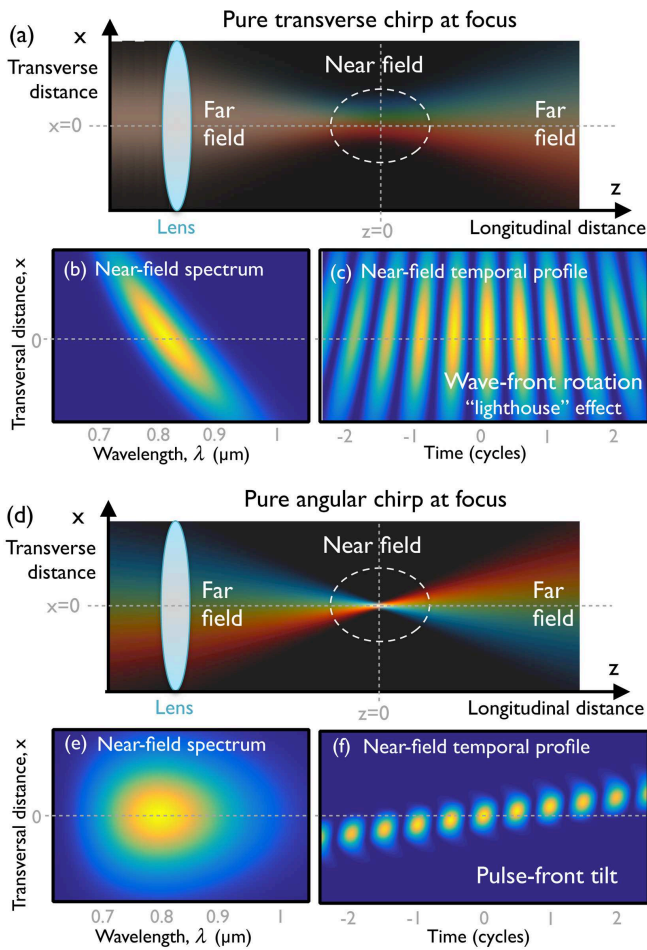 Pure transverse chirp at focus
(a)
x
Transverse
distance
Near field
Far
field
Far
field
x=0
z
Lens
z=0
Longitudinal distance
(b) Near-field spectrum
(c) Near-field temporal profile
Transversal distance, x
0
Wave-front rotation
“lighthouse” effect
0.7 0.8 0.9 1
-2 -1 0 1 2
Wavelength, λ (μm)
Time (cycles)
Pure angular chirp at focus
(d)
x
Transverse
distance
Near field
Far
field
Far
field
x=0
z
Lens
z=0
Longitudinal distance
(e) Near-field spectrum
(f) Near-field temporal profile
Transversal distance, x
0
Pulse-front tilt
0.7 0.8 0.9 1
-2 -1 0 1 2
Wavelength, λ (μm)
Time (cycles)